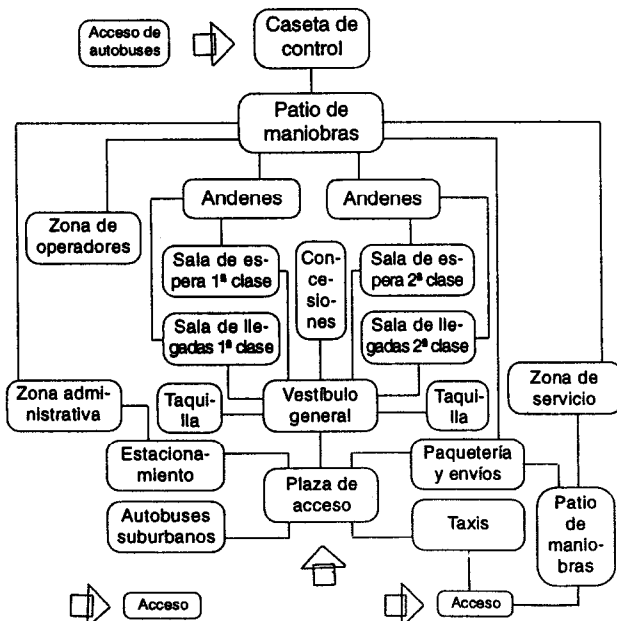 Acceso de
autobuses
Caseta de
control
Patio de
maniobras
Andenes
Andenes
Zona de
operadores
Sala de es-
pera 1ª clase
Con-
ce-
sio-
nes
Sala de es-
pera 2ª clase
Sala de lle-
gadas 1ª clase
Sala de lle-
gadas 2ª clase
Zona admi-
nistrativa
Taqui-
lla
Vestíbulo
general
Taqui-
lla
Zona de
servicio
Estaciona-
miento
Plaza de
acceso
Paquetería
y envíos
Autobuses
suburbanos
Taxis
Patio
de
manio-
bras
Acceso
Acceso